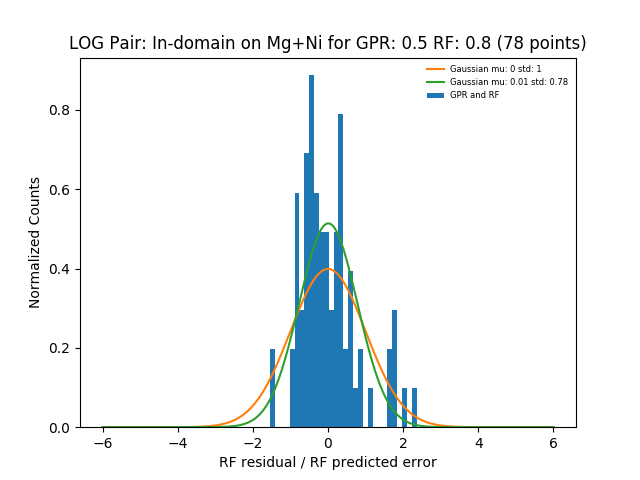 LOG Pair: In-domain on Mg+Ni for GPR: 0.5 RF: 0.8 (78 points)
Gaussian mu: 0 std: 1
Gaussian mu: 0.01 std: 0.78
GPR and RF
Normalized Counts
0.8
0.6
0.4
0.2
0.0
−6 −4 −2 0 2 4 6
RF residual / RF predicted error